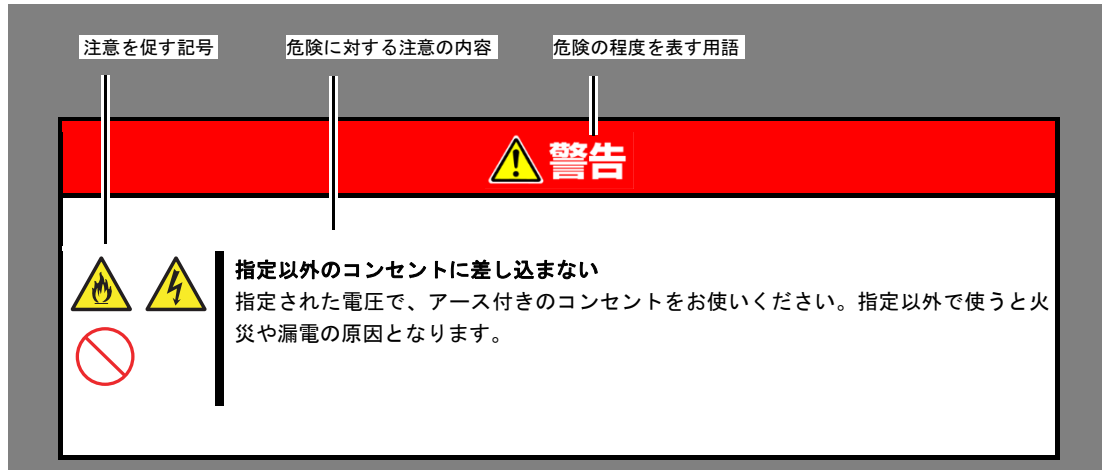 注意を促す記号
危険に対する注意の内容
危険の程度を表す用語
警告
指定以外のコンセントに差し込まない
指定された電圧で、アース付きのコンセントをお使いください。指定以外で使うと火
災や漏電の原因となります。